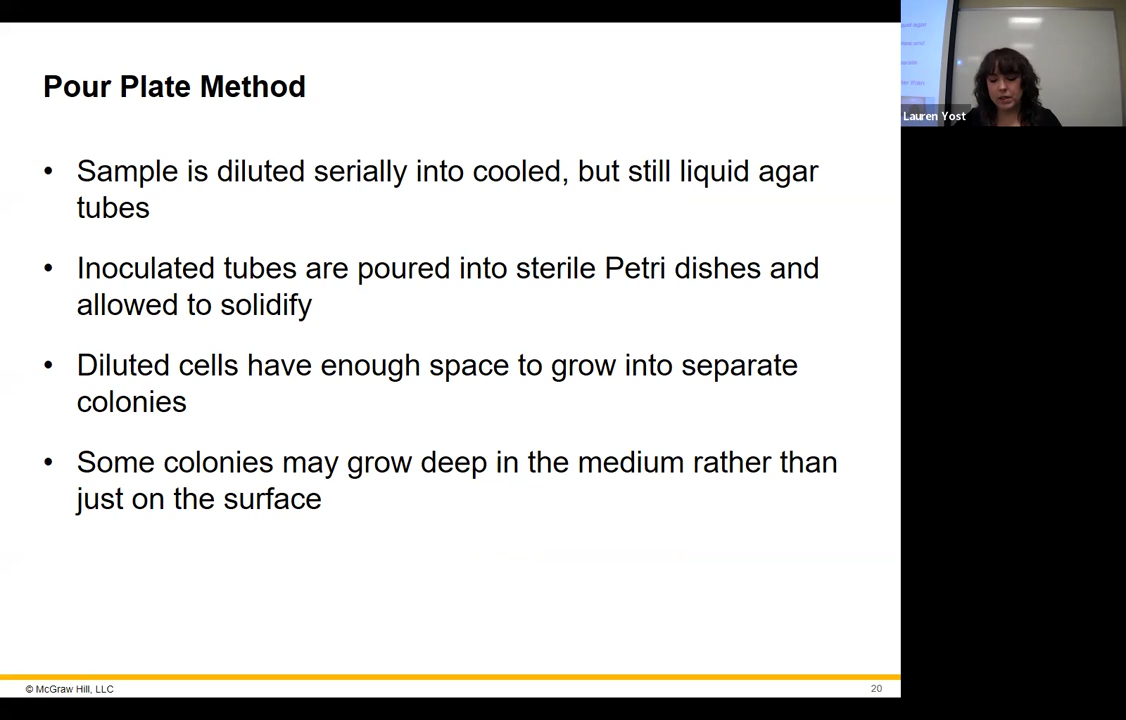 Pour Plate Method
• Sample is diluted serially into cooled, but still liquid agar
tubes
• Inoculated tubes are poured into sterile Petri dishes and
allowed to solidify
• Diluted cells have enough space to grow into separate
colonies
• Some colonies may grow deep in the medium rather than
just on the surface
© McGraw Hill, LLC
20
Lauren Yost